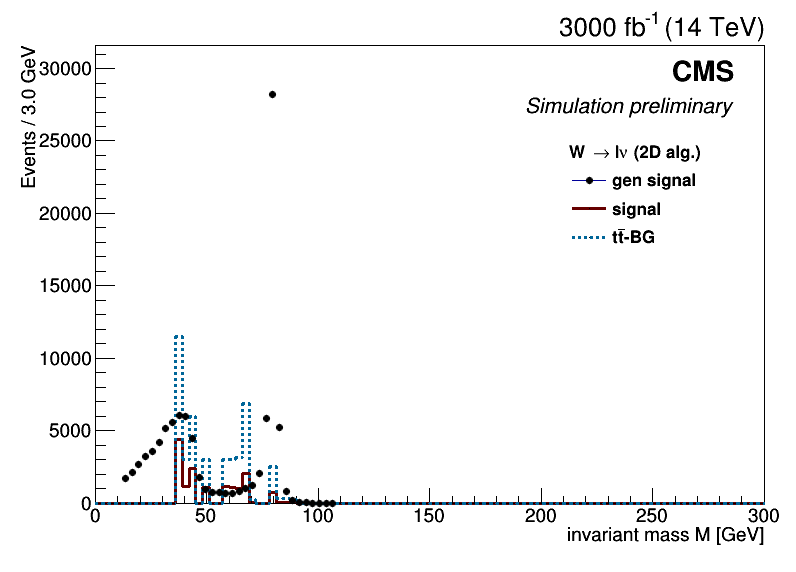 3000 fb⁻¹ (14 TeV)
Events / 3.0 GeV
CMS
Simulation preliminary
W → lν (2D alg.)
gen signal
signal
tt̄-BG
30000
25000
20000
15000
10000
5000
0
0 50 100 150 200 250 300
invariant mass M [GeV]